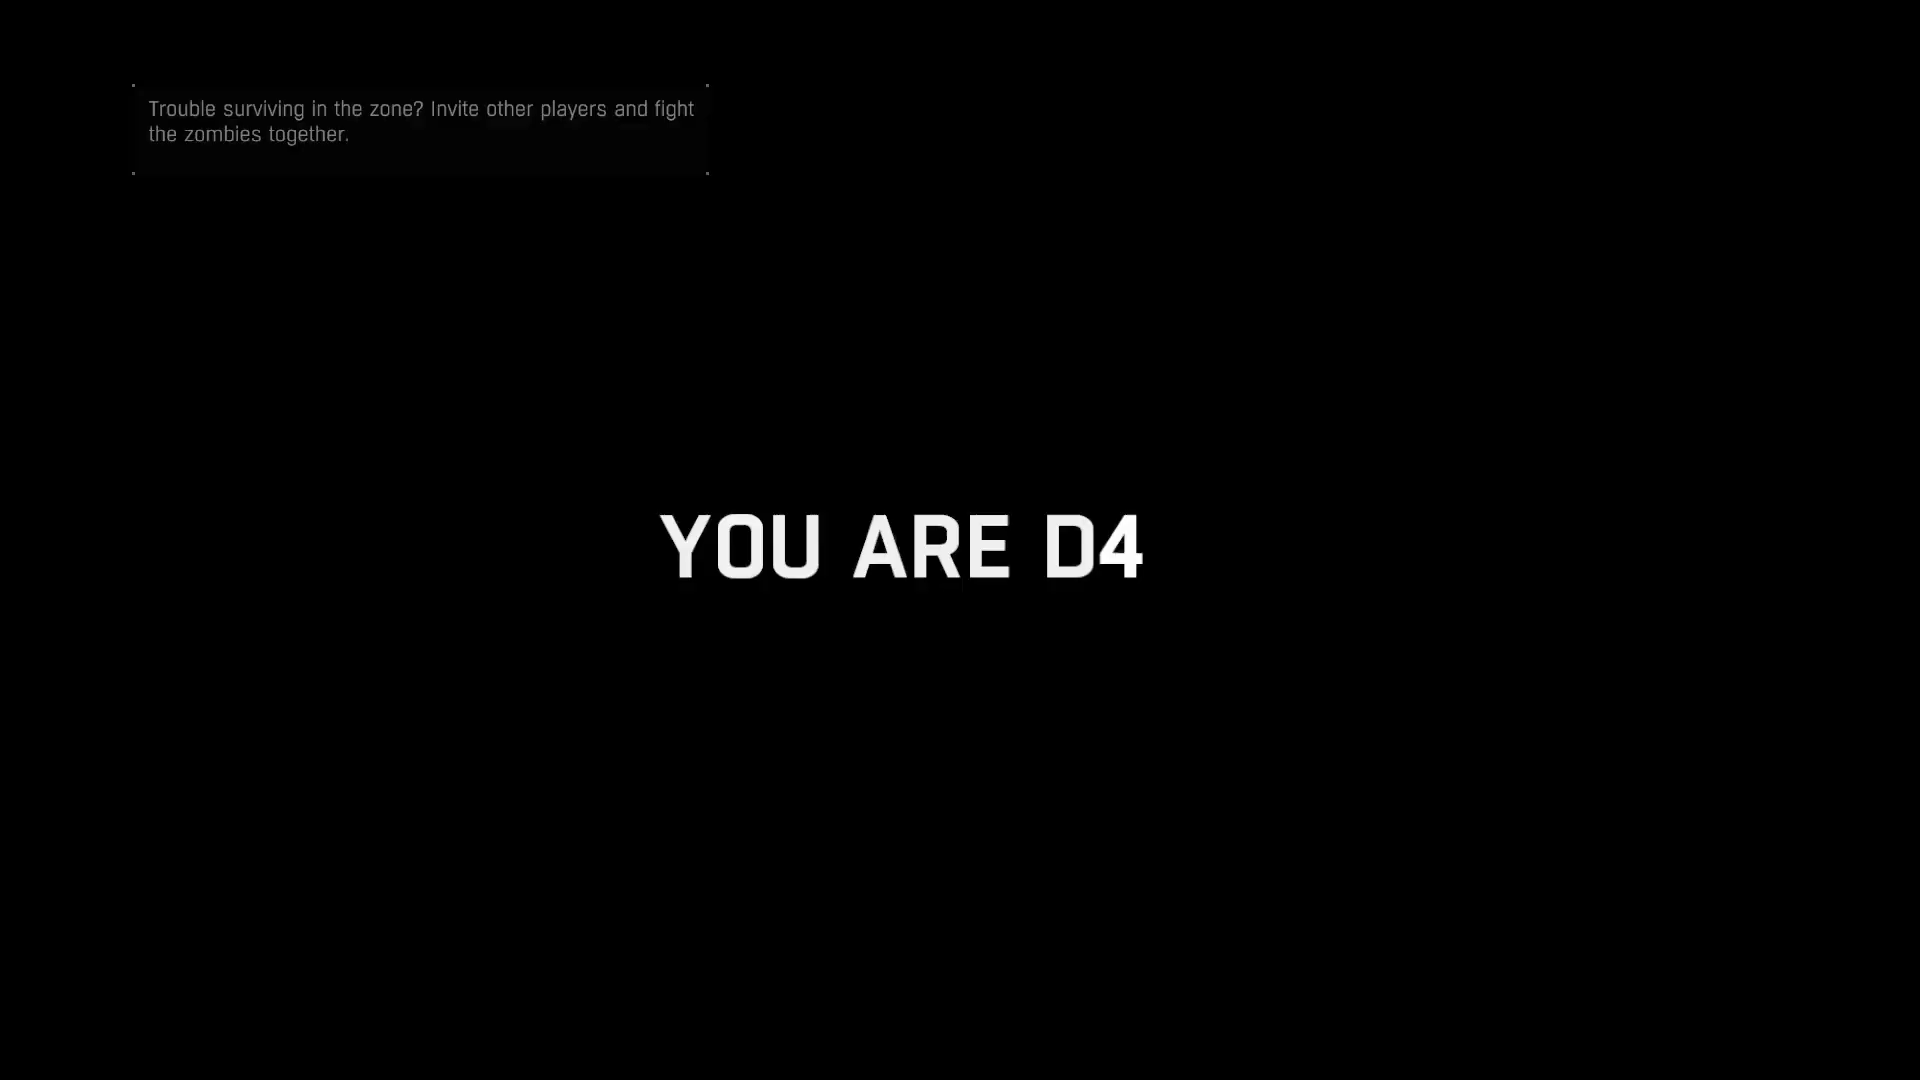 Trouble surviving in the zone? Invite other players and fight
the zombies together.
YOU ARE D4